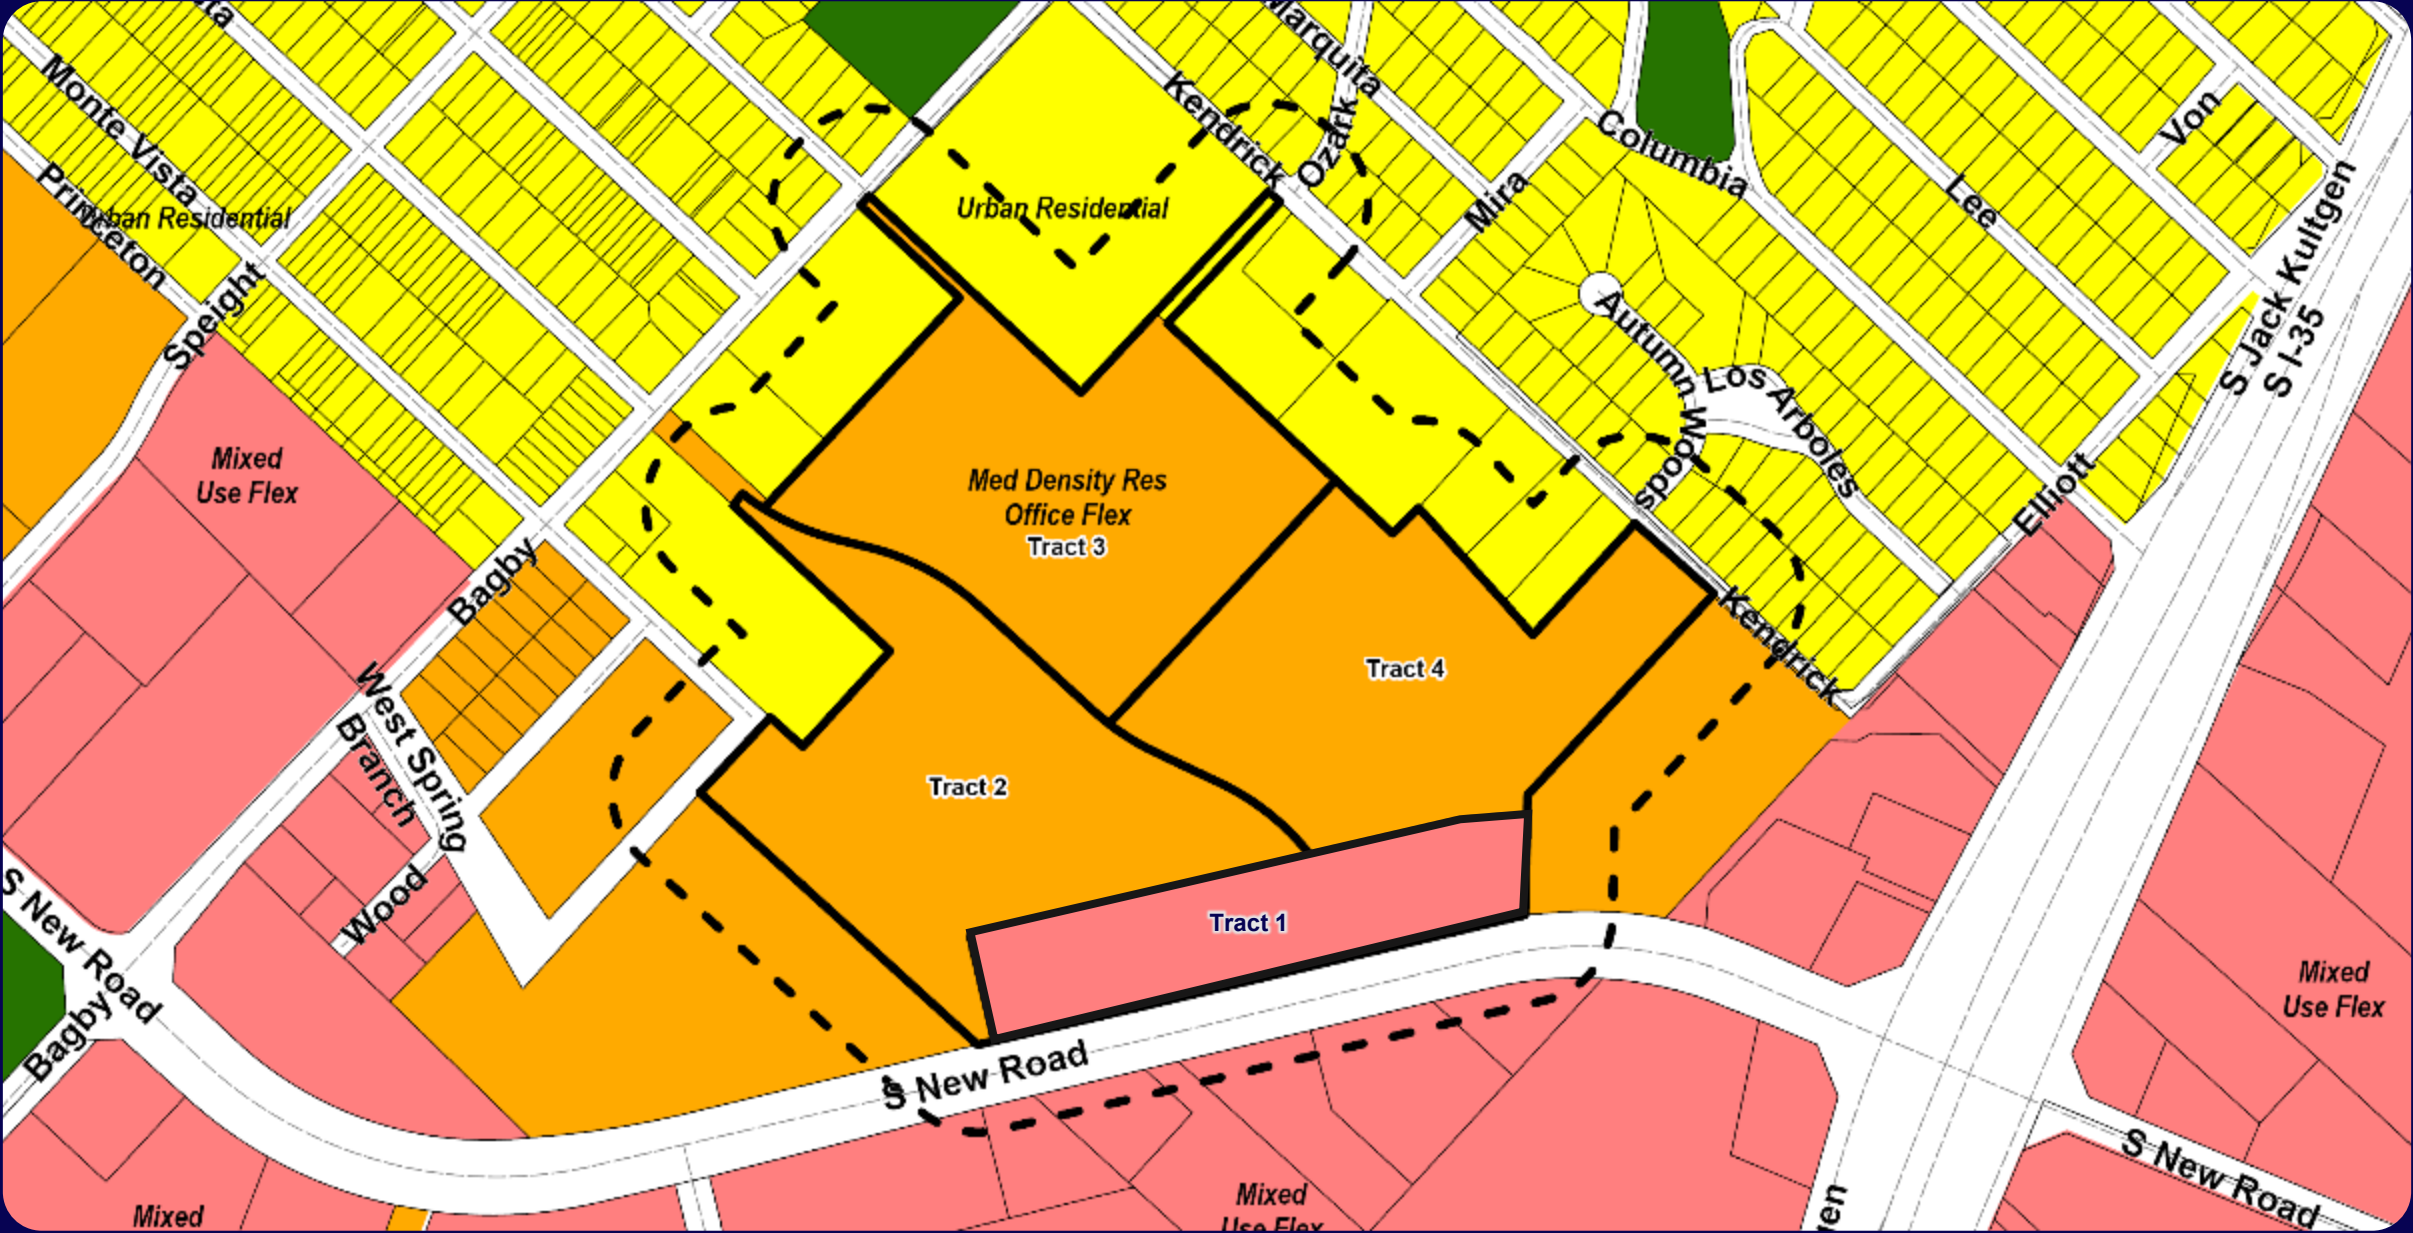 Marquita
Monte Vista
Kendrick
Ozark
Columbia
Von
Princeton
Urban Residential
Urban Residential
Mira
Lee
Speight
S Jack Kultgen
S I-35
Autumn Woods
Los Arboles
Mixed
Use Flex
Med Density Res
Office Flex
Tract 3
Elliott
Bagby
Kendrick
Tract 4
West Spring
Branch
Tract 2
Wood
Tract 1
S New Road
Bagby
Mixed
Use Flex
S New Road
S New Road
Mixed
Mixed
Use Flex